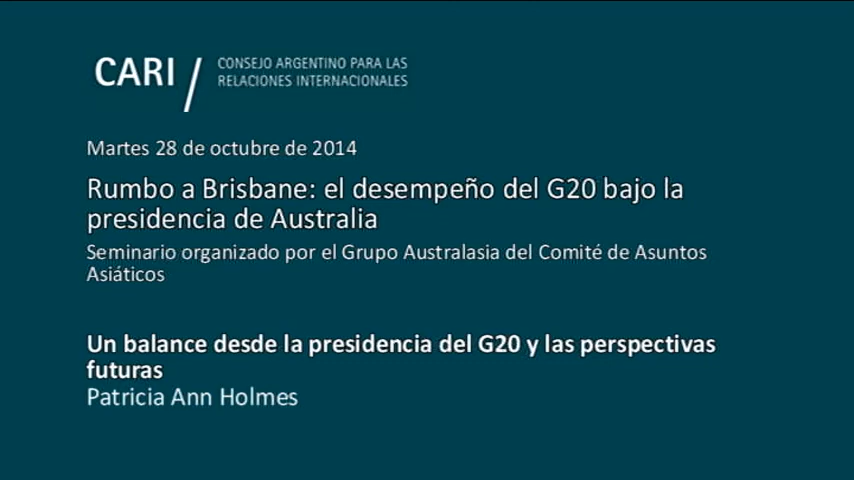 CARI /
CONSEJO ARGENTINO PARA LAS
RELACIONES INTERNACIONALES
Martes 28 de octubre de 2014
Rumbo a Brisbane: el desempeño del G20 bajo la
presidencia de Australia
Seminario organizado por el Grupo Australasia del Comité de Asuntos
Asiáticos
Un balance desde la presidencia del G20 y las perspectivas
futuras
Patricia Ann Holmes